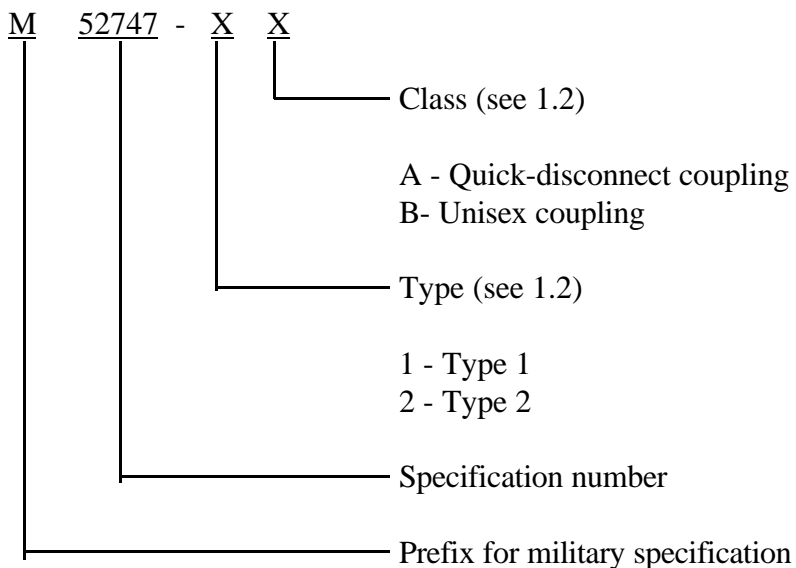 M 52747 - X X
Class (see 1.2)
A - Quick-disconnect coupling
B- Unisex coupling
Type (see 1.2)
1 - Type 1
2 - Type 2
Specification number
Prefix for military specification